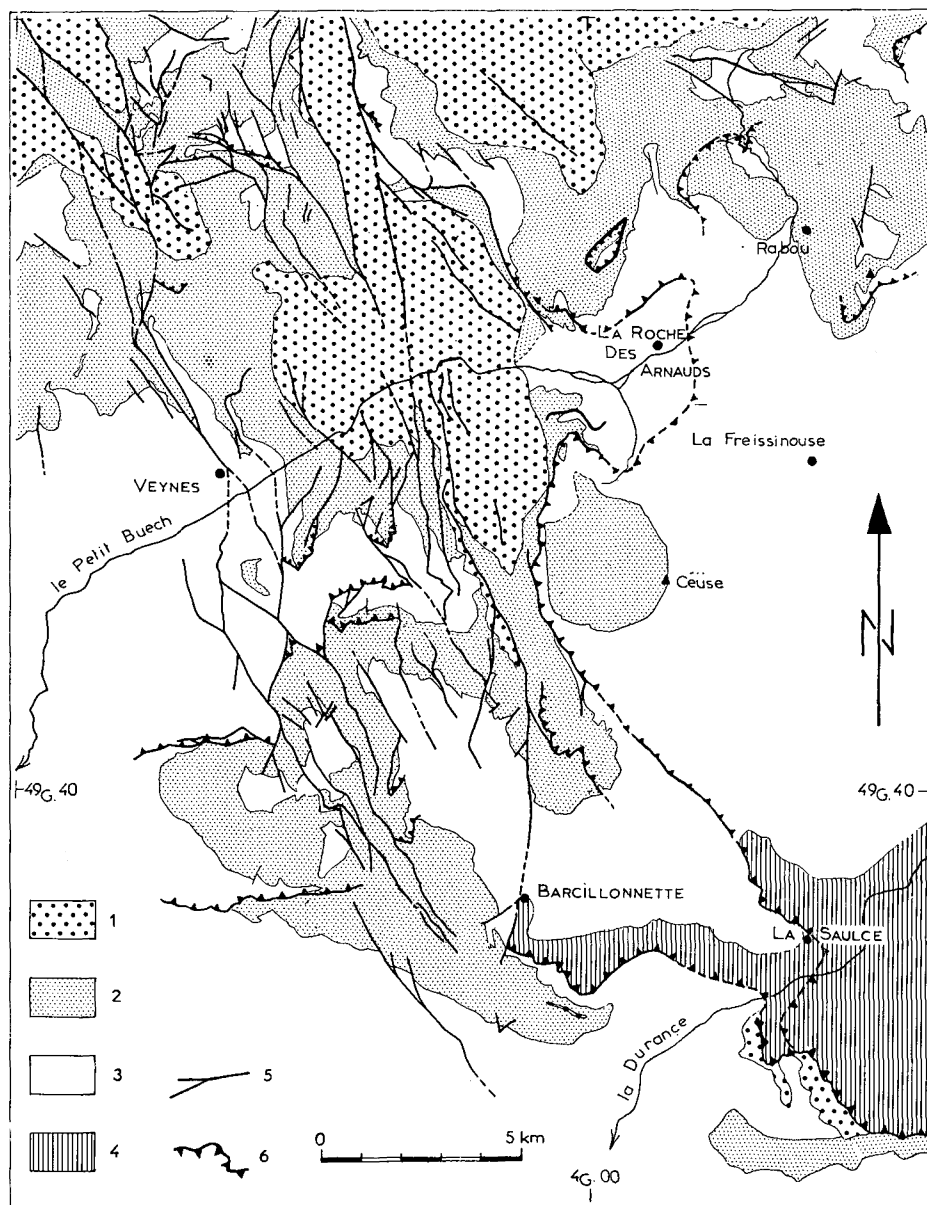 Rabou
LA ROCHE
DES
ARNAUDS
La Freissinouse
VEYNES
le Petit Buech
Céüse
N
49G.40
49G.40
BARCILLONNETTE
LA SAULCE
la Durance
1
2
3
4
5
6
0 5 km
4G.00